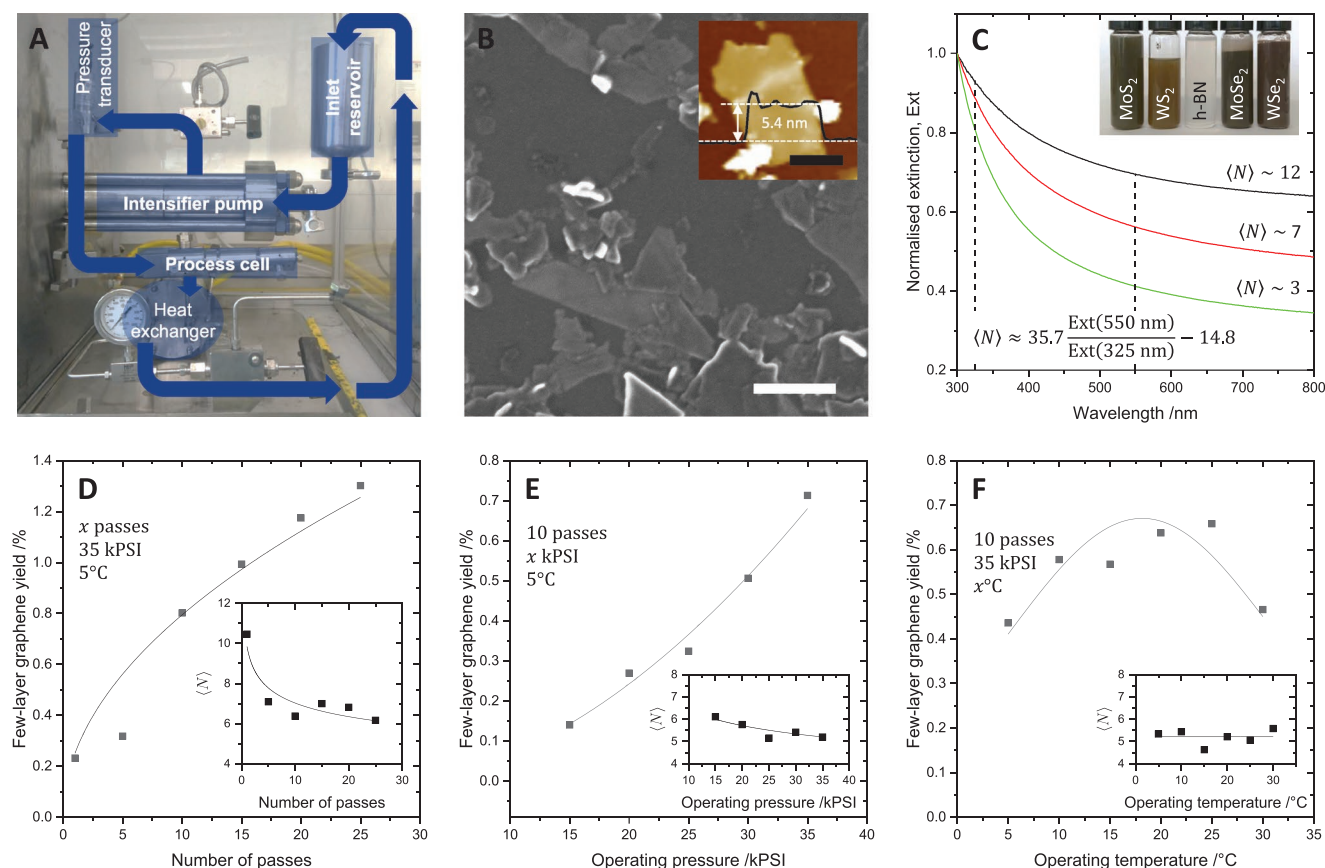 A
Pressure
transducer
Inlet
reservoir
Intensifier pump
Process cell
Heat
exchanger
B
5.4 nm
C
Normalised extinction, Ext
1.0
0.8
0.6
0.4
0.2
MoS2
WS2
h-BN
MoSe2
WSe2
⟨N⟩ ~ 12
⟨N⟩ ~ 7
⟨N⟩ ~ 3
⟨N⟩ ≈ 35.7 Ext(550 nm)/Ext(325 nm) − 14.8
300 400 500 600 700 800
Wavelength /nm
D
Few-layer graphene yield /%
1.4
1.2
1.0
0.8
0.6
0.4
0.2
0.0
x passes
35 kPSI
5°C
⟨N⟩
12
10
8
6
4
0 10 20 30
Number of passes
0 5 10 15 20 25 30
Number of passes
E
Few-layer graphene yield /%
0.8
0.7
0.6
0.5
0.4
0.3
0.2
0.1
0.0
10 passes
x kPSI
5°C
⟨N⟩
8
7
6
5
4
10 15 20 25 30 35 40
Operating pressure /kPSI
10 15 20 25 30 35 40
Operating pressure /kPSI
F
Few-layer graphene yield /%
0.8
0.7
0.6
0.5
0.4
0.3
0.2
0.1
0.0
10 passes
35 kPSI
x°C
⟨N⟩
8
7
6
5
4
0 10 20 30
Operating temperature /°C
0 5 10 15 20 25 30 35
Operating temperature /°C